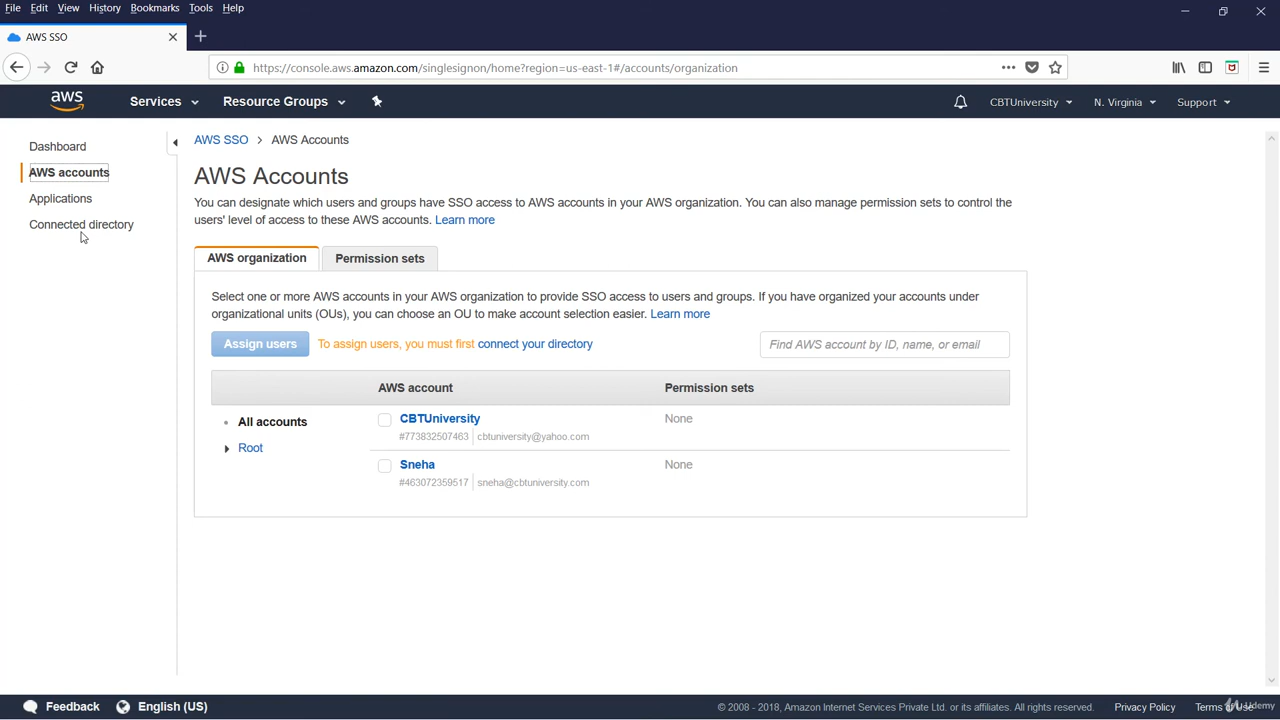 File Edit View History Bookmarks Tools Help
AWS SSO
https://console.aws.amazon.com/singlesignon/home?region=us-east-1#/accounts/organization
aws Services Resource Groups CBTUniversity N. Virginia Support
Dashboard
AWS accounts
Applications
Connected directory
AWS SSO > AWS Accounts
AWS Accounts
You can designate which users and groups have SSO access to AWS accounts in your AWS organization. You can also manage permission sets to control the
users' level of access to these AWS accounts. Learn more
AWS organization Permission sets
Select one or more AWS accounts in your AWS organization to provide SSO access to users and groups. If you have organized your accounts under
organizational units (OUs), you can choose an OU to make account selection easier. Learn more
Assign users To assign users, you must first connect your directory Find AWS account by ID, name, or email
AWS account Permission sets
All accounts
Root
CBTUniversity None
#773832507463 cbtuniversity@yahoo.com
Sneha None
#463072359517 sneha@cbtuniversity.com
Feedback English (US) © 2008 - 2018, Amazon Internet Services Private Ltd. or its affiliates. All rights reserved. Privacy Policy Terms of Use
Udemy